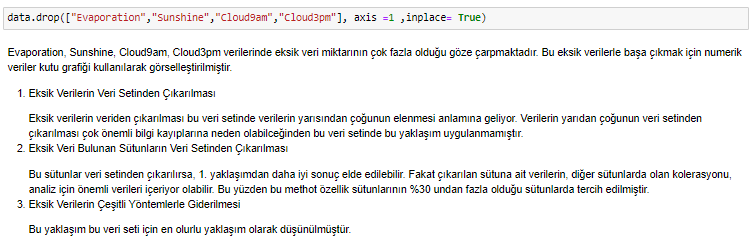 data.drop(["Evaporation","Sunshine","Cloud9am","Cloud3pm"], axis =1 ,inplace= True)
Evaporation, Sunshine, Cloud9am, Cloud3pm verilerinde eksik veri miktarının çok fazla olduğu göze çarpmaktadır. Bu eksik verilerle başa çıkmak için numerik
veriler kutu grafiği kullanılarak görselleştirilmiştir.
1. Eksik Verilerin Veri Setinden Çıkarılması
Eksik verilerin veriden çıkarılması bu veri setinde verilerin yarısından çoğunun elenmesi anlamına geliyor. Verilerin yarıdan çoğunun veri setinden
çıkarılması çok önemli bilgi kayıplarına neden olabilceğinden bu veri setinde bu yaklaşım uygulanmamıştır.
2. Eksik Veri Bulunan Sütunların Veri Setinden Çıkarılması
Bu sütunlar veri setinden çıkarılırsa, 1. yaklaşımdan daha iyi sonuç elde edilebilir. Fakat çıkarılan sütuna ait verilerin, diğer sütunlarda olan kolerasyonu,
analiz için önemli verileri içeriyor olabilir. Bu yüzden bu methot özellik sütunlarının %30 undan fazla olduğu sütunlarda tercih edilmiştir.
3. Eksik Verilerin Çeşitli Yöntemlerle Giderilmesi
Bu yaklaşım bu veri seti için en olurlu yaklaşım olarak düşünülmüştür.